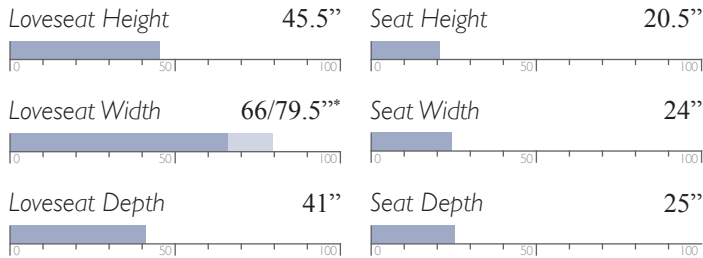 Loveseat Height 45.5”
0 50 100
Seat Height 20.5”
0 50 100
Loveseat Width 66/79.5”*
0 50 100
Seat Width 24”
0 50 100
Loveseat Depth 41”
0 50 100
Seat Depth 25”
0 50 100